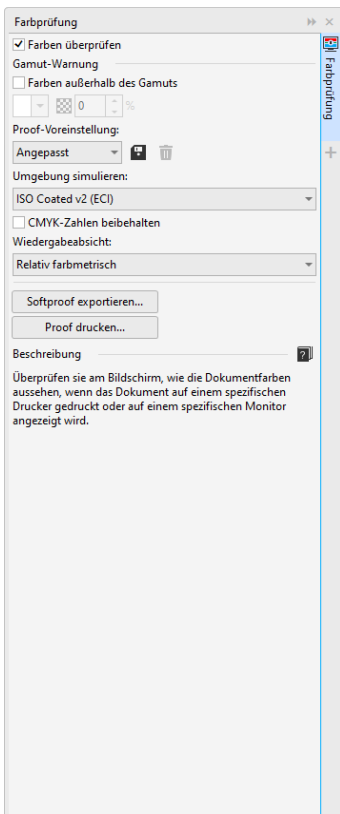 Farbprüfung
Farben überprüfen
Gamut-Warnung
Farben außerhalb des Gamuts
0 %
Proof-Voreinstellung:
Angepasst
Umgebung simulieren:
ISO Coated v2 (ECI)
CMYK-Zahlen beibehalten
Wiedergabeabsicht:
Relativ farbmetrisch
Softproof exportieren...
Proof drucken...
Beschreibung
?
Überprüfen sie am Bildschirm, wie die Dokumentfarben
aussehen, wenn das Dokument auf einem spezifischen
Drucker gedruckt oder auf einem spezifischen Monitor
angezeigt wird.
Farbprüfung